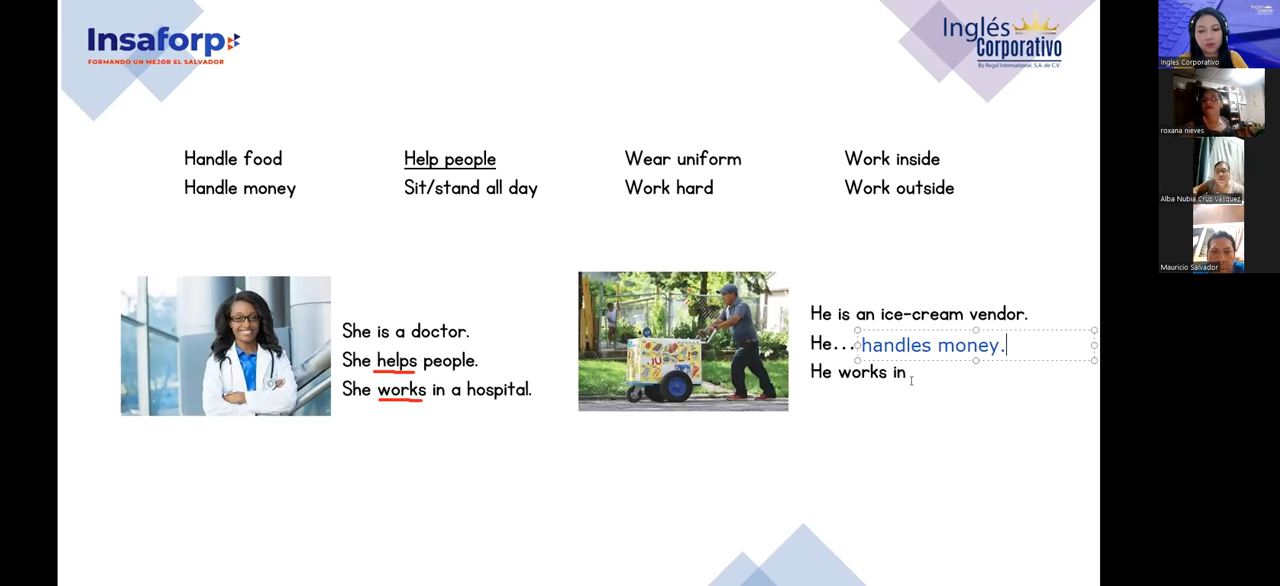 Insaforp
FORMANDO UN MEJOR EL SALVADOR
Inglés
Corporativo
By Regal International, S.A. de C.V
Handle food
Help people
Wear uniform
Work inside
Handle money
Sit/stand all day
Work hard
Work outside
She is a doctor.
She helps people.
She works in a hospital.
He is an ice-cream vendor.
He... handles money.
He works in
Ingles Corporativo
roxana nieves
Alba Nubia Cruz Vasquez
Mauricio Salvador